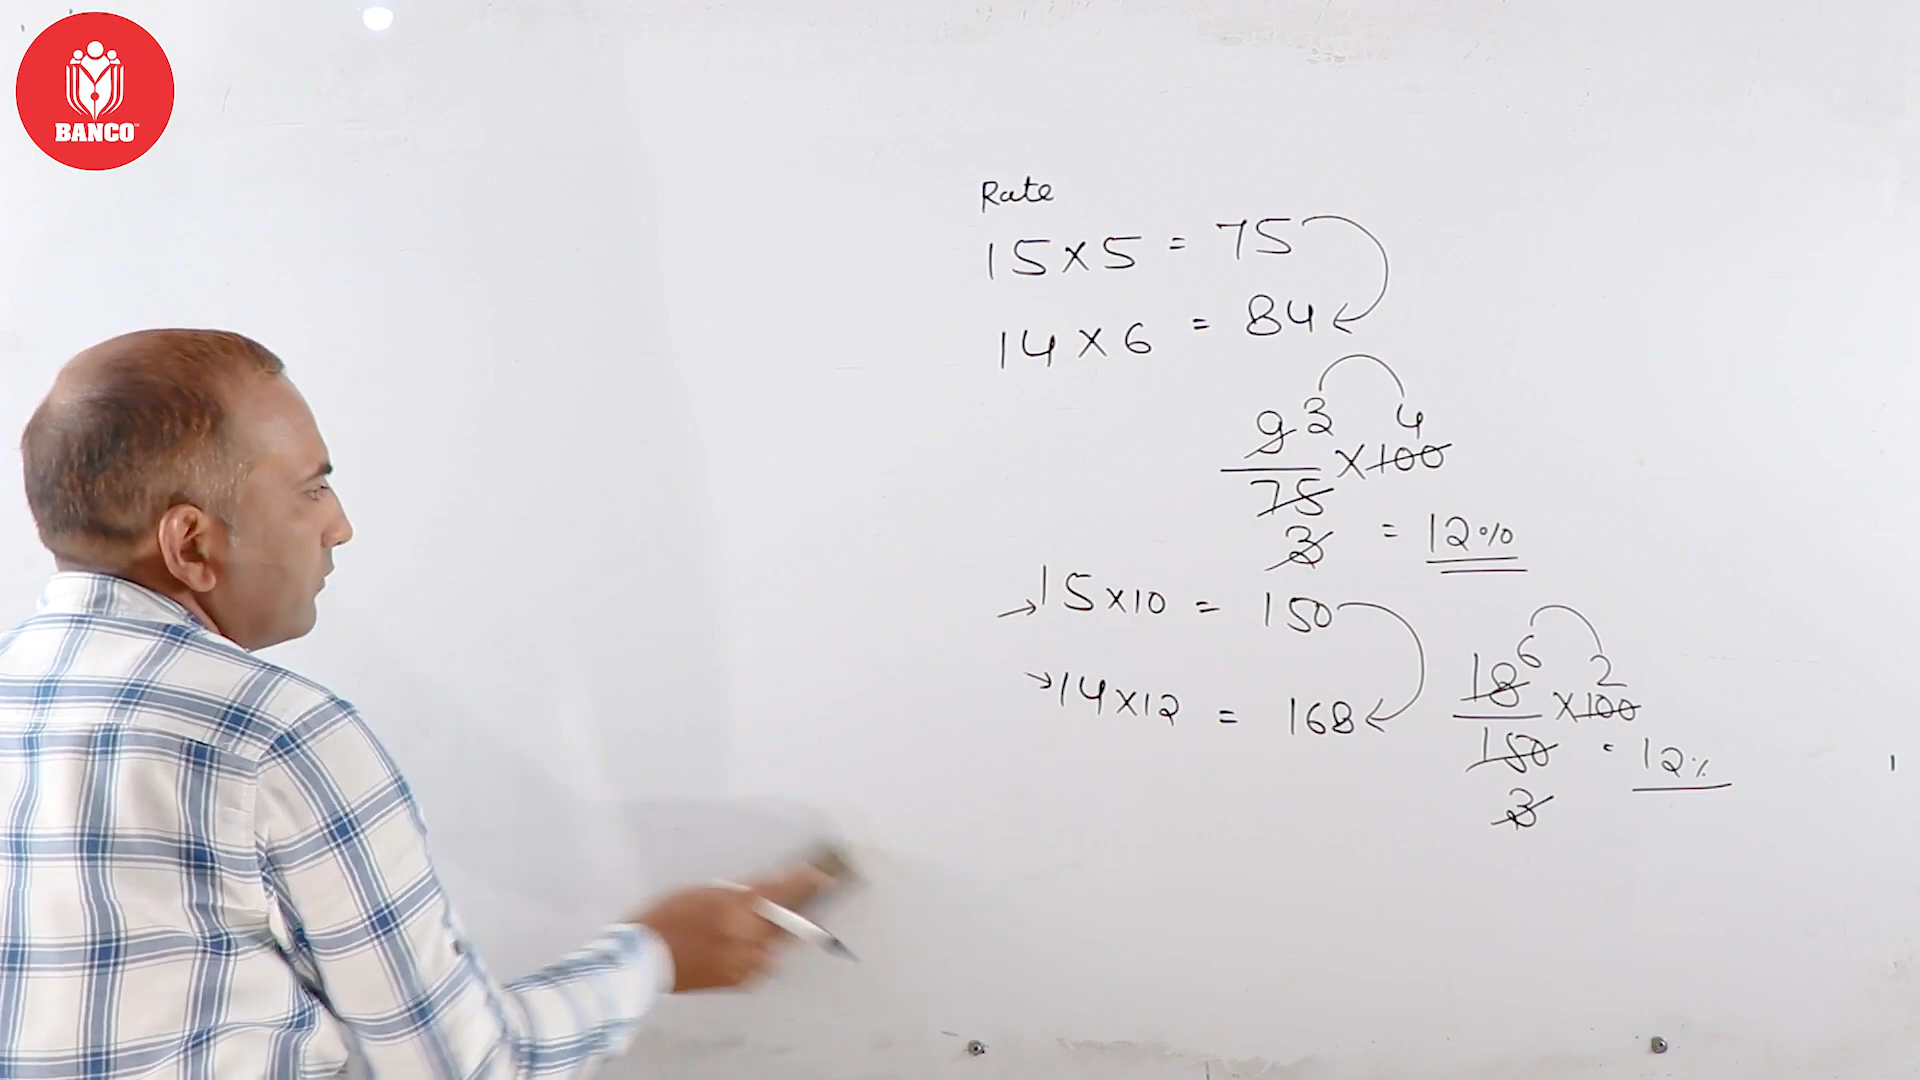 BANCO™
Rate
15×5 = 75
14×6 = 84
9 3 4
75 ×100
3 = 12%
→15×10 = 150
→14×12 = 168
18 6 2
150 ×100
3 = 12%